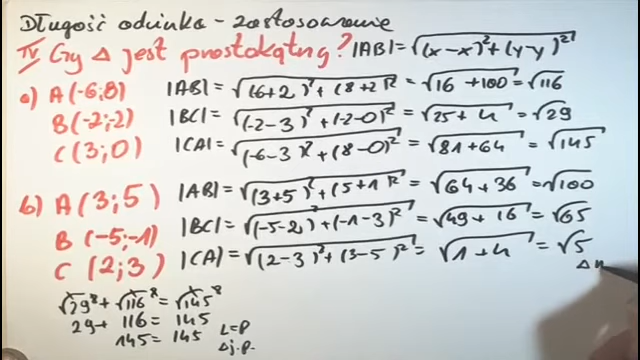 Długość odcinka - zastosowanie
IV Czy △ jest prostokątny? |AB|=√(x-x)²+(y-y)²
a) A(-6;8) |AB|=√(6+2)²+(8+2)² = √16+100 = √116
B(-2;-2) |BC|=√(-2-3)²+(-2-0)² = √25+4 = √29
C(3;0) |CA|=√(-6-3)²+(8-0)² = √81+64 = √145
b) A(3;5) |AB|=√(3+5)²+(5+1)² = √64+36 = √100
B(-5;-1) |BC|=√(-5-2)²+(-1-3)² = √49+16 = √65
C(2;3) |CA|=√(2-3)²+(3-5)² = √1+4 = √5
△ n
√29² + √116² = √145²
29+ 116 = 145
145 = 145 L=P
△j.p.